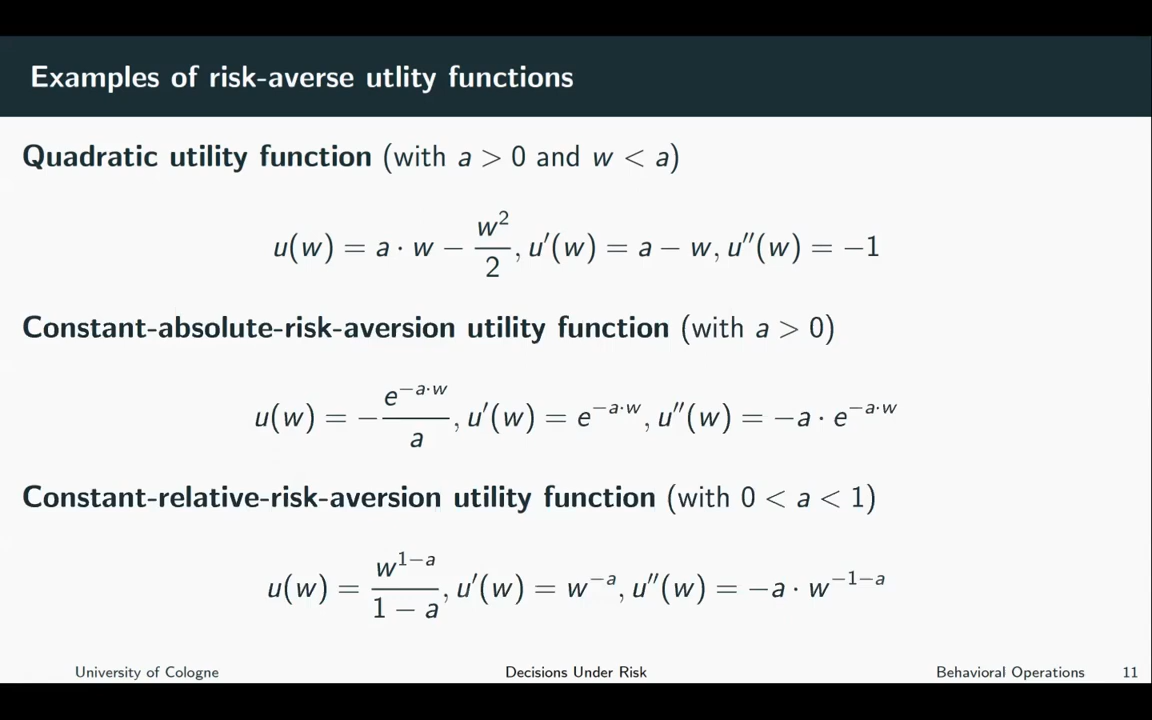 Examples of risk-averse utlity functions
Quadratic utility function (with a > 0 and w < a)
u(w) = a · w − w²/2, u′(w) = a − w, u″(w) = −1
Constant-absolute-risk-aversion utility function (with a > 0)
u(w) = − e^{−a·w}/a, u′(w) = e^{−a·w}, u″(w) = −a · e^{−a·w}
Constant-relative-risk-aversion utility function (with 0 < a < 1)
u(w) = w^{1−a}/(1 − a), u′(w) = w^{−a}, u″(w) = −a · w^{−1−a}
University of Cologne Decisions Under Risk Behavioral Operations 11